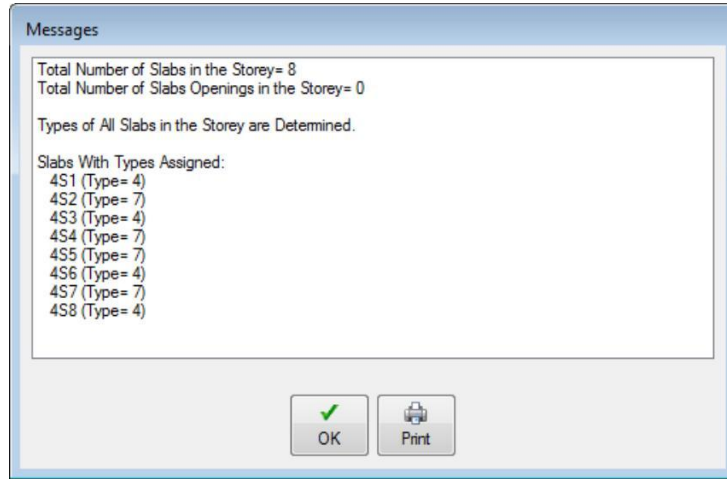 Messages
Total Number of Slabs in the Storey= 8
Total Number of Slabs Openings in the Storey= 0
Types of All Slabs in the Storey are Determined.
Slabs With Types Assigned:
4S1 (Type= 4)
4S2 (Type= 7)
4S3 (Type= 4)
4S4 (Type= 7)
4S5 (Type= 7)
4S6 (Type= 4)
4S7 (Type= 7)
4S8 (Type= 4)
OK
Print